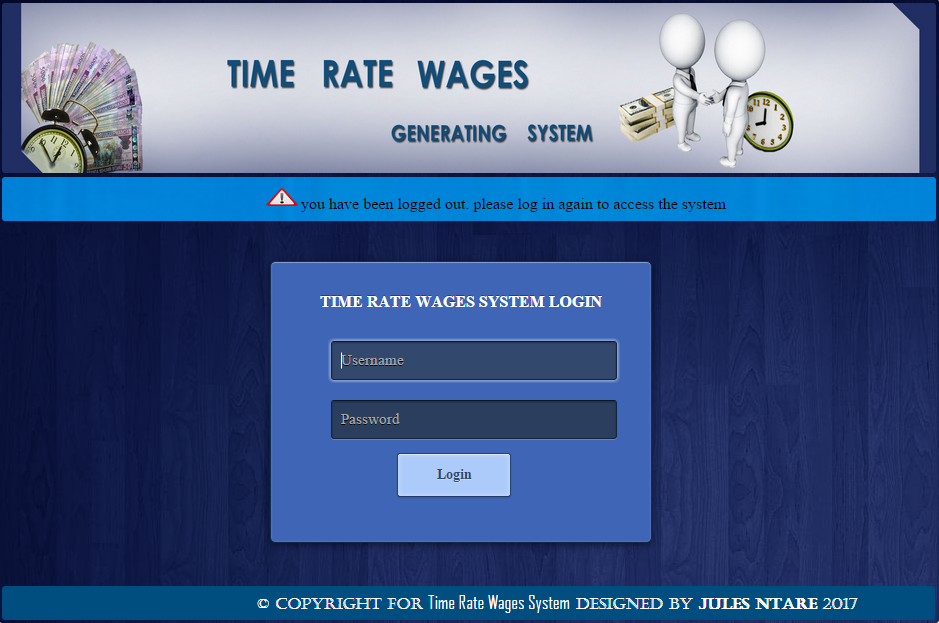 TIME RATE WAGES
GENERATING SYSTEM
you have been logged out. please log in again to access the system
TIME RATE WAGES SYSTEM LOGIN
Username
Password
Login
© COPYRIGHT FOR Time Rate Wages System DESIGNED BY JULES NTARE 2017